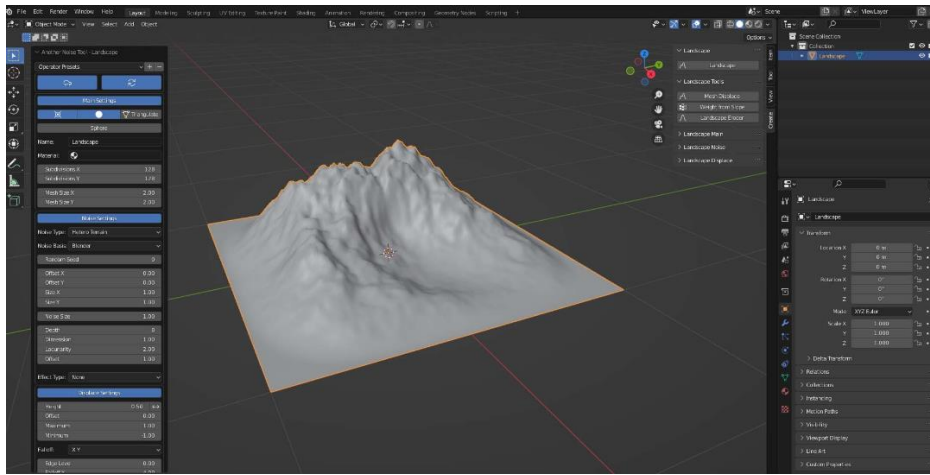 File Edit Render Window Help Layout Modeling Sculpting UV Editing Texture Paint Shading Animation Rendering Compositing Geometry Nodes Scripting + Scene ViewLayer
Object Mode View Select Add Object Global
Options
Another Noise Tool - Landscape
Operator Presets
Main Settings
Triangulate
Sphere
Name: Landscape
Material:
Subdivisions X 128
Subdivisions Y 128
Mesh Size X 2.00
Mesh Size Y 2.00
Noise Settings
Noise Type: Hetero Terrain
Noise Basis: Blender
Random Seed 0
Offset X 0.00
Offset Y 0.00
Size X 1.00
Size Y 1.00
Noise Size 1.00
Depth 8
Dimension 1.00
Lacunarity 2.00
Offset 1.00
Effect Type: None
Displace Settings
Height 0.50
Offset 0.00
Maximum 1.00
Minimum
Falloff: X Y
Edge Level 0.00
Landscape
Landscape
Landscape Tools
Mesh Displace
Weight from Slope
Landscape Eroder
Landscape Main
Landscape Noise
Landscape Displace
Item
Tool
View
Create
Scene Collection
Collection
Landscape
Landscape
Landscape
Transform
Location X 0 m
Y 0 m
Z 0 m
Rotation X 0°
Y 0°
Z 0°
Mode XYZ Euler
Scale X 1.000
Y 1.000
Z 1.000
Delta Transform
Relations
Collections
Instancing
Motion Paths
Visibility
Viewport Display
Line Art
Custom Properties